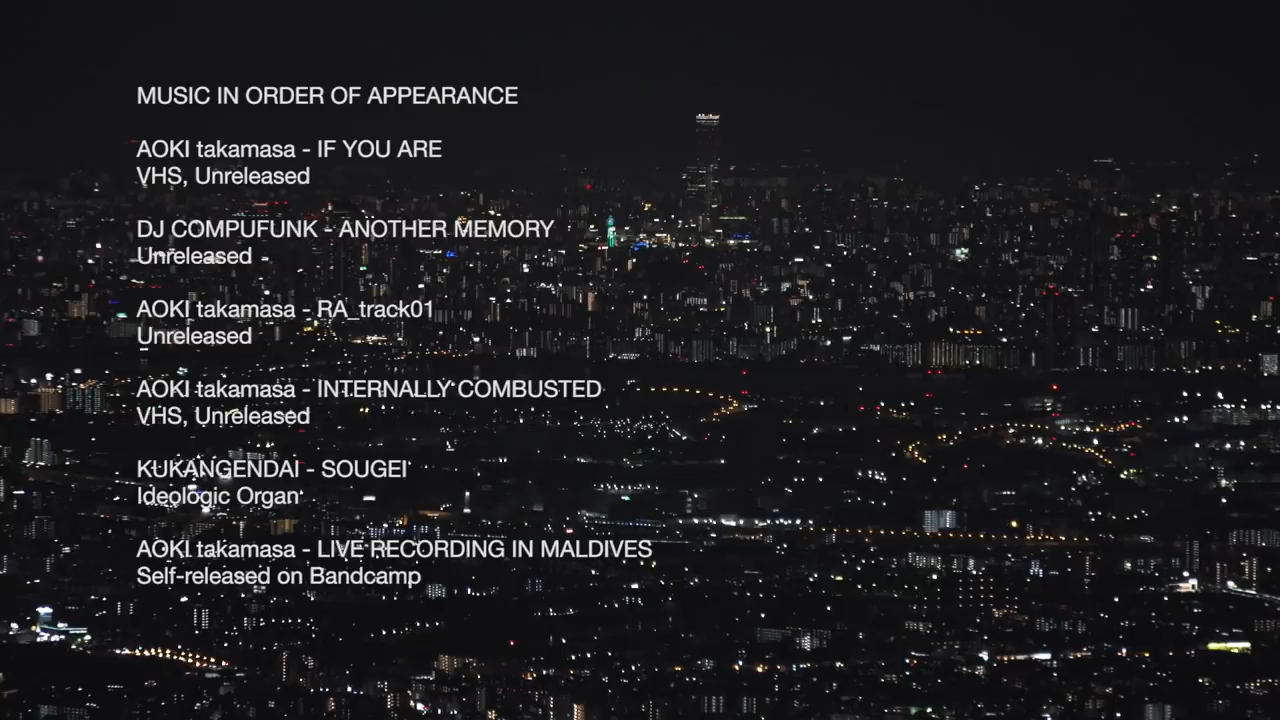 MUSIC IN ORDER OF APPEARANCE
AOKI takamasa - IF YOU ARE
VHS, Unreleased
DJ COMPUFUNK - ANOTHER MEMORY
Unreleased
AOKI takamasa - RA_track01
Unreleased
AOKI takamasa - INTERNALLY COMBUSTED
VHS, Unreleased
KUKANGENDAI - SOUGEI
Ideologic Organ
AOKI takamasa - LIVE RECORDING IN MALDIVES
Self-released on Bandcamp